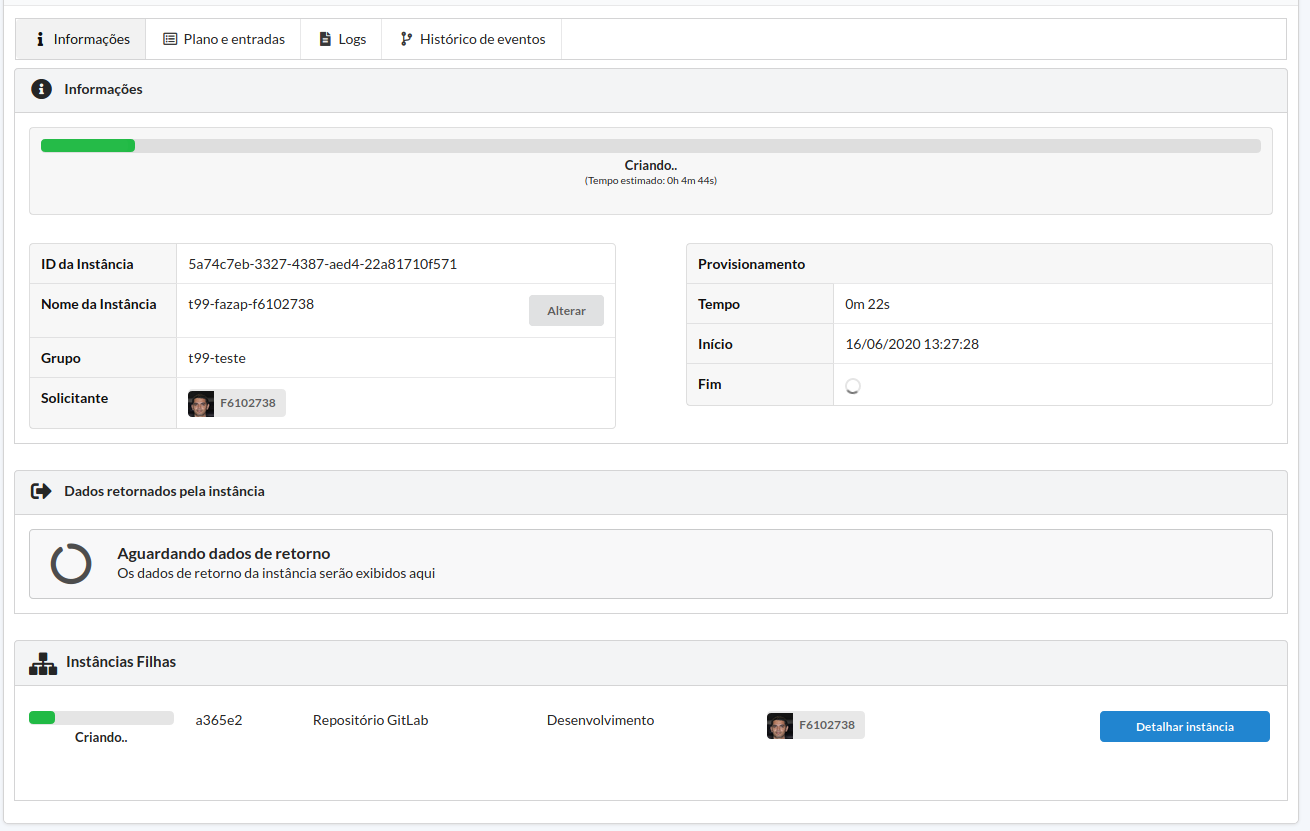 Informações
Plano e entradas
Logs
Histórico de eventos
Informações
Criando..
(Tempo estimado: 0h 4m 44s)
ID da Instância
5a74c7eb-3327-4387-aed4-22a81710f571
Nome da Instância
t99-fazap-f6102738
Alterar
Grupo
t99-teste
Solicitante
F6102738
Provisionamento
Tempo
0m 22s
Início
16/06/2020 13:27:28
Fim
Dados retornados pela instância
Aguardando dados de retorno
Os dados de retorno da instância serão exibidos aqui
Instâncias Filhas
Criando..
a365e2
Repositório GitLab
Desenvolvimento
F6102738
Detalhar instância